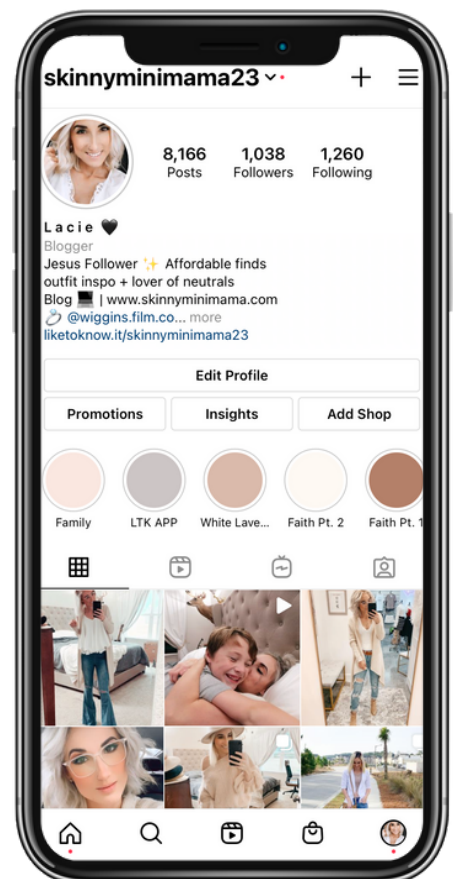 skinnyminimama23
8,166 1,038 1,260
Posts Followers Following
Lacie 🖤
Blogger
Jesus Follower ✨ Affordable finds
outfit inspo + lover of neutrals
Blog 💻 | www.skinnyminimama.com
💍 @wiggins.film.co... more
liketoknow.it/skinnyminimama23
Edit Profile
Promotions Insights Add Shop
Family LTK APP White Lave... Faith Pt. 2 Faith Pt. 1